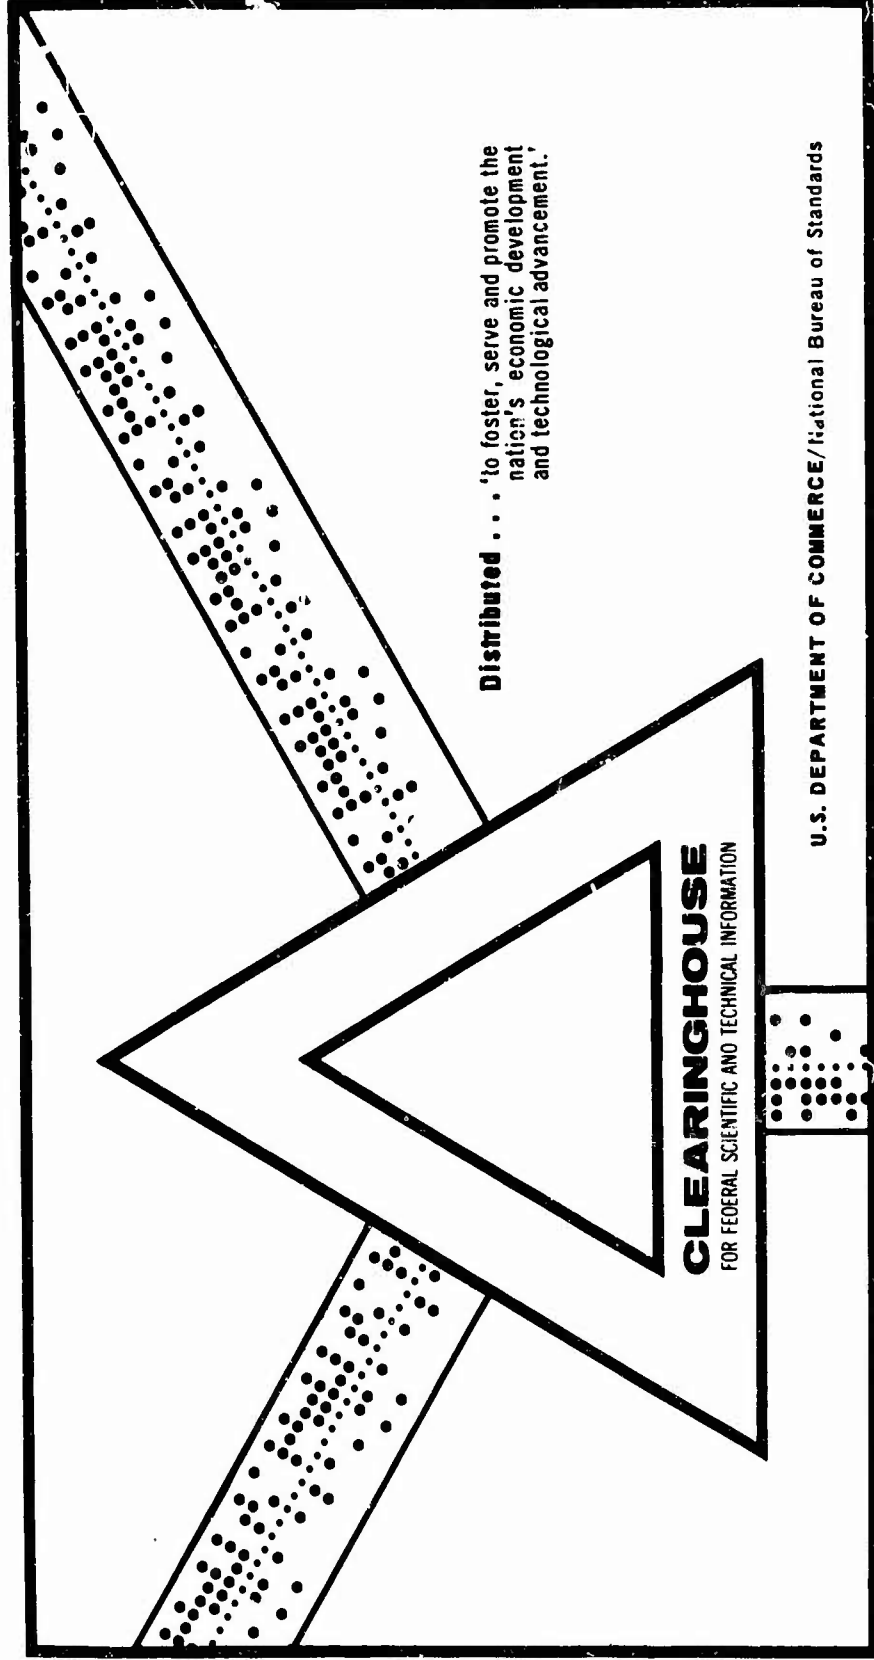 Distributed . . . 'to foster, serve and promote the
nation's economic development
and technological advancement.'
CLEARINGHOUSE
FOR FEDERAL SCIENTIFIC AND TECHNICAL INFORMATION
U.S. DEPARTMENT OF COMMERCE/National Bureau of Standards